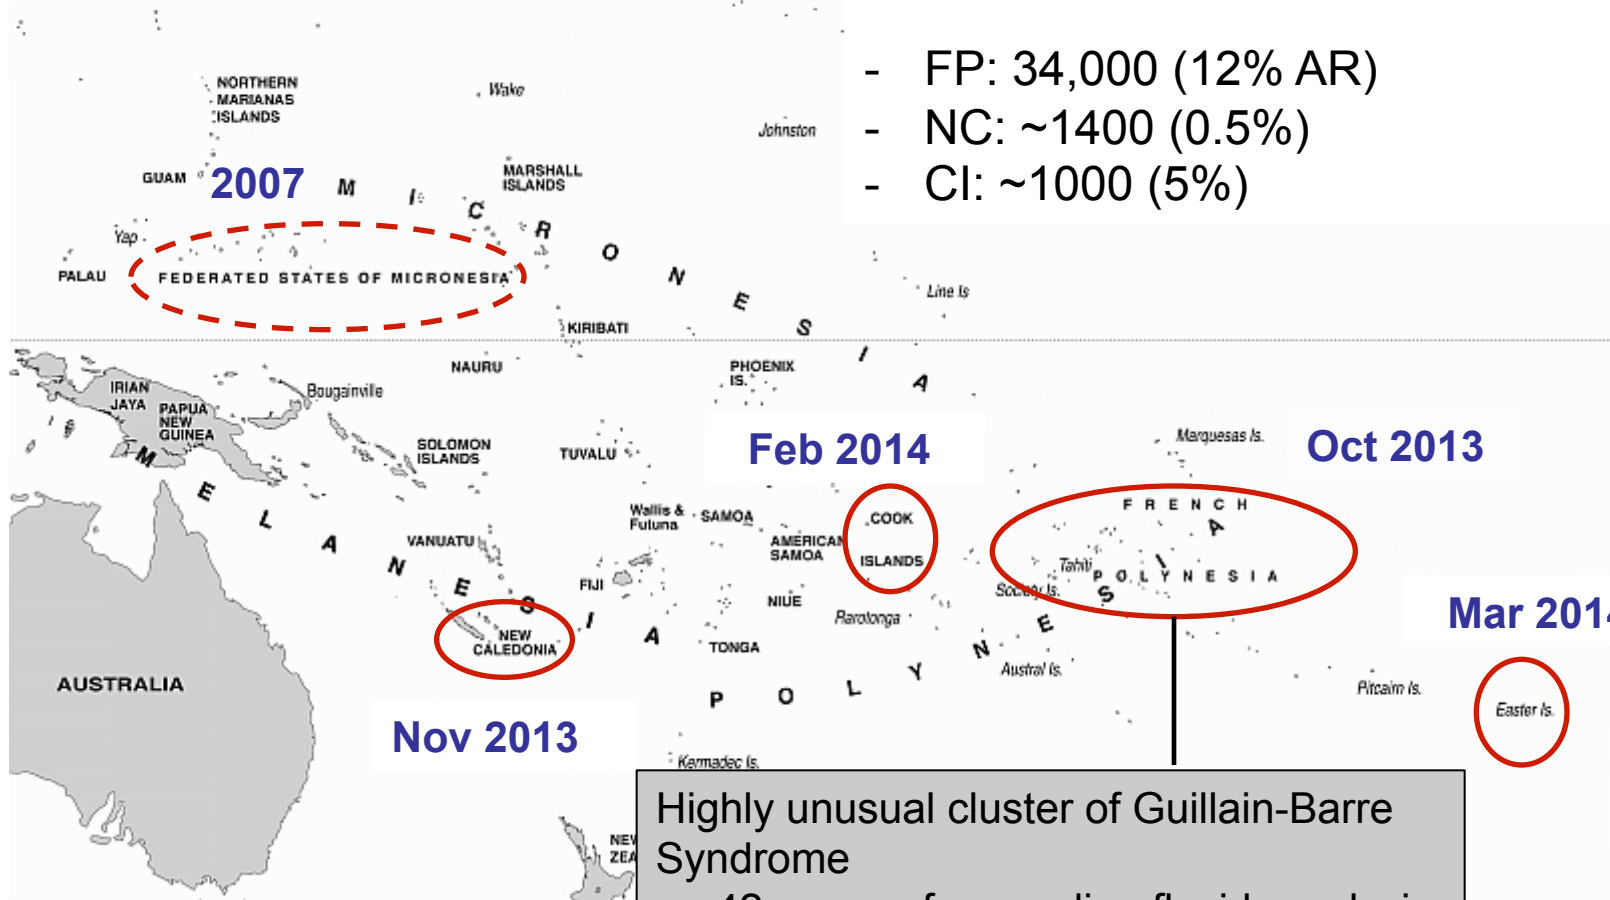 - FP: 34,000 (12% AR)
- NC: ~1400 (0.5%)
- CI: ~1000 (5%)
NORTHERN
MARIANAS
ISLANDS
Wake
Johnston
GUAM
2007
MARSHALL
ISLANDS
M I C R O N E S I A
Yap
PALAU
FEDERATED STATES OF MICRONESIA
Line Is
KIRIBATI
NAURU
PHOENIX
IS.
IRIAN
JAYA
PAPUA
NEW
GUINEA
Bougainville
SOLOMON
ISLANDS
TUVALU
Feb 2014
Marquesas Is.
Oct 2013
M E L A N E S I A
Wallis &
Futuna
SAMOA
COOK
ISLANDS
FRENCH
POLYNESIA
VANUATU
AMERICAN
SAMOA
Tahiti
FIJI
NIUE
Society Is.
Rarotonga
Mar 201
NEW
CALEDONIA
TONGA
P O L Y N E S I A
Austral Is.
AUSTRALIA
Pitcairn Is.
Easter Is.
Nov 2013
Kermadec Is.
NEW
ZEA
Highly unusual cluster of Guillain-Barre
Syndrome